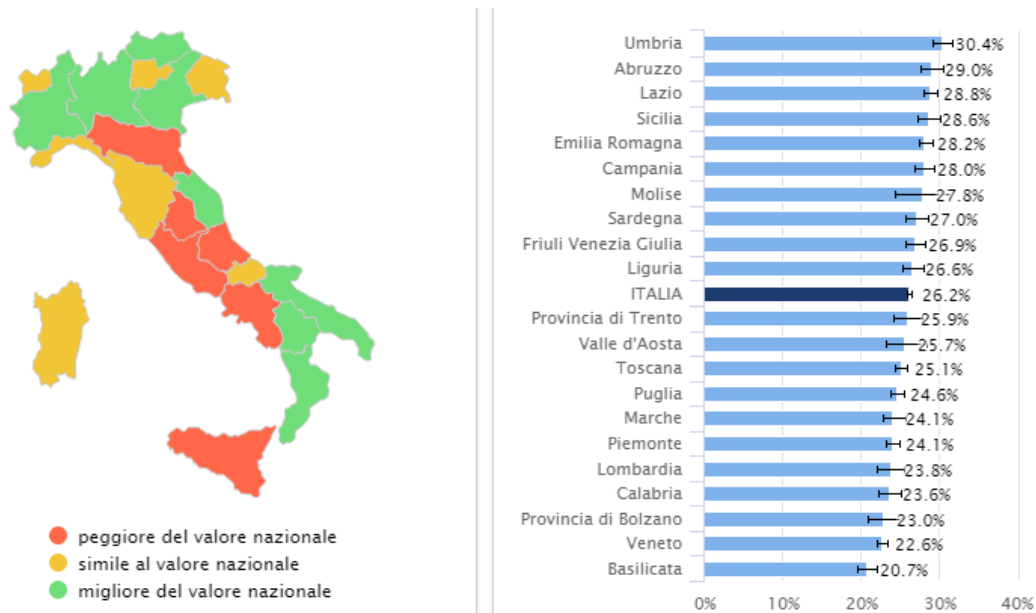 peggiore del valore nazionale
simile al valore nazionale
migliore del valore nazionale
Umbria 30.4%
Abruzzo 29.0%
Lazio 28.8%
Sicilia 28.6%
Emilia Romagna 28.2%
Campania 28.0%
Molise 27.8%
Sardegna 27.0%
Friuli Venezia Giulia 26.9%
Liguria 26.6%
ITALIA 26.2%
Provincia di Trento 25.9%
Valle d'Aosta 25.7%
Toscana 25.1%
Puglia 24.6%
Marche 24.1%
Piemonte 24.1%
Lombardia 23.8%
Calabria 23.6%
Provincia di Bolzano 23.0%
Veneto 22.6%
Basilicata 20.7%
0% 10% 20% 30% 40%